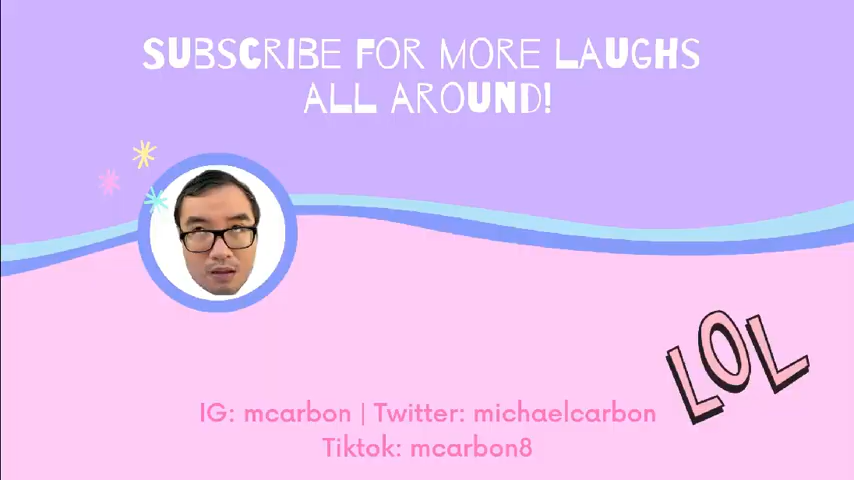 SUBSCRIBE FOR MORE LAUGHS
ALL AROUND!
LOL
IG: mcarbon | Twitter: michaelcarbon
Tiktok: mcarbon8